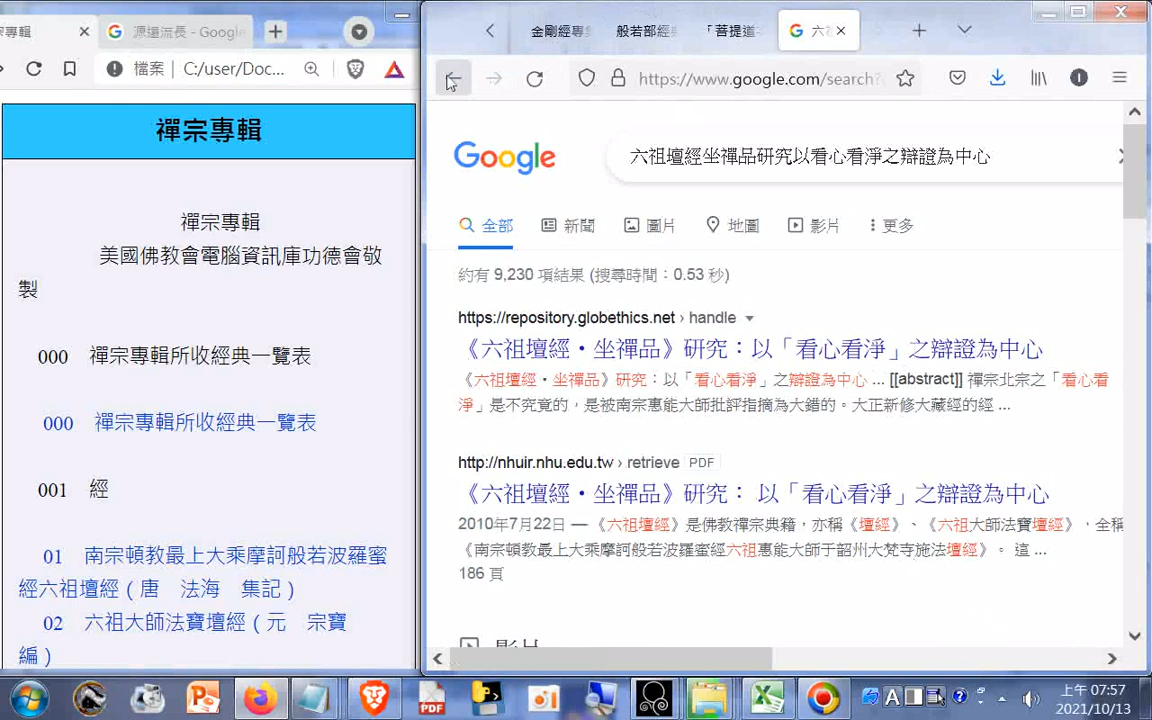 宗專輯
源遠流長 - Google
檔案
C:/user/Doc...
禪宗專輯
禪宗專輯
美國佛教會電腦資訊庫功德會敬
製
000 禪宗專輯所收經典一覽表
000 禪宗專輯所收經典一覽表
001 經
01 南宗頓教最上大乘摩訶般若波羅蜜
經六祖壇經(唐 法海 集記)
02 六祖大師法寶壇經(元 宗寶
編)
金剛經專
般若部經
「菩提道
六
https://www.google.com/search?
Google
六祖壇經坐禪品研究以看心看淨之辯證為中心
全部
新聞
圖片
地圖
影片
更多
約有 9,230 項結果 (搜尋時間:0.53 秒)
https://repository.globethics.net › handle
《六祖壇經・坐禪品》研究:以「看心看淨」之辯證為中心
《六祖壇經・坐禪品》研究:以「看心看淨」之辯證為中心 ... [[abstract]] 禪宗北宗之「看心看
淨」是不究竟的,是被南宗惠能大師批評指摘為大錯的。大正新修大藏經的經 ...
http://nhuir.nhu.edu.tw › retrieve PDF
《六祖壇經・坐禪品》研究: 以「看心看淨」之辯證為中心
2010年7月22日 — 《六祖壇經》是佛教禪宗典籍,亦稱《壇經》、《六祖大師法寶壇經》,全稱
《南宗頓教最上大乘摩訶般若波羅蜜經六祖惠能大師于韶州大梵寺施法壇經》。 這 ...
186 頁
影片
PDF
A
上午 07:57
2021/10/13